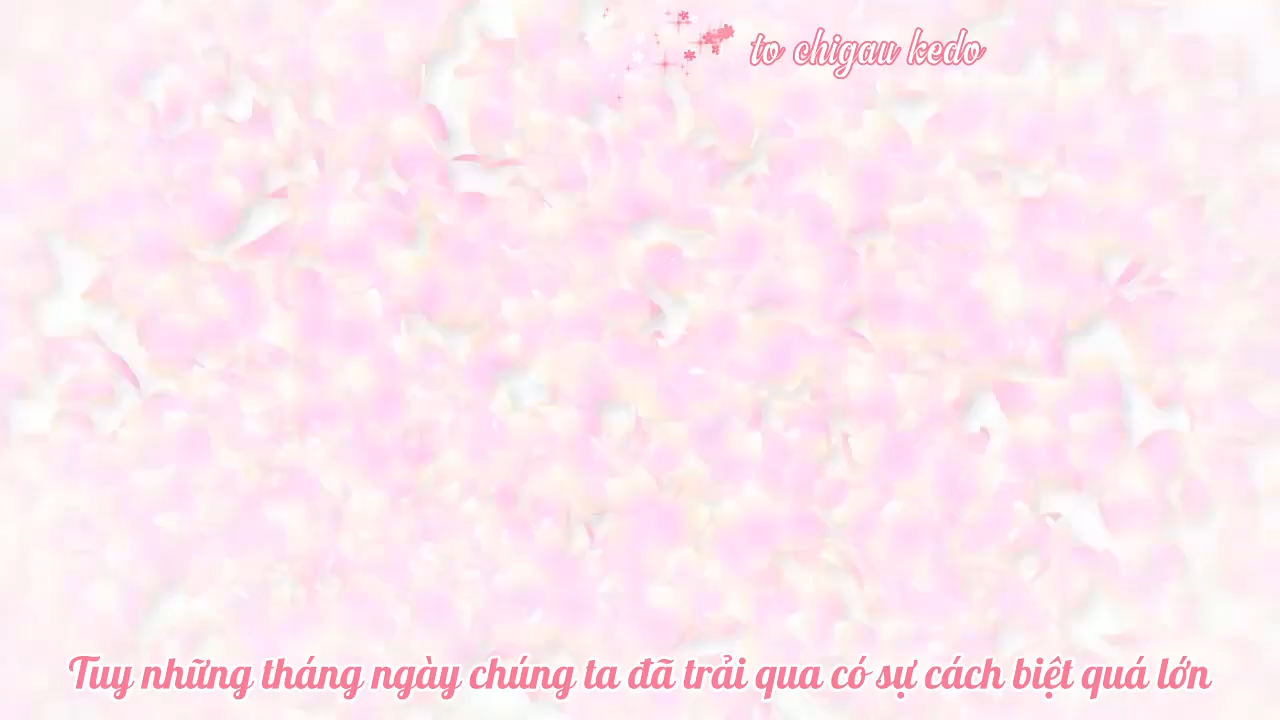 to chigau kedo
Tuy những tháng ngày chúng ta đã trải qua có sự cách biệt quá lớn